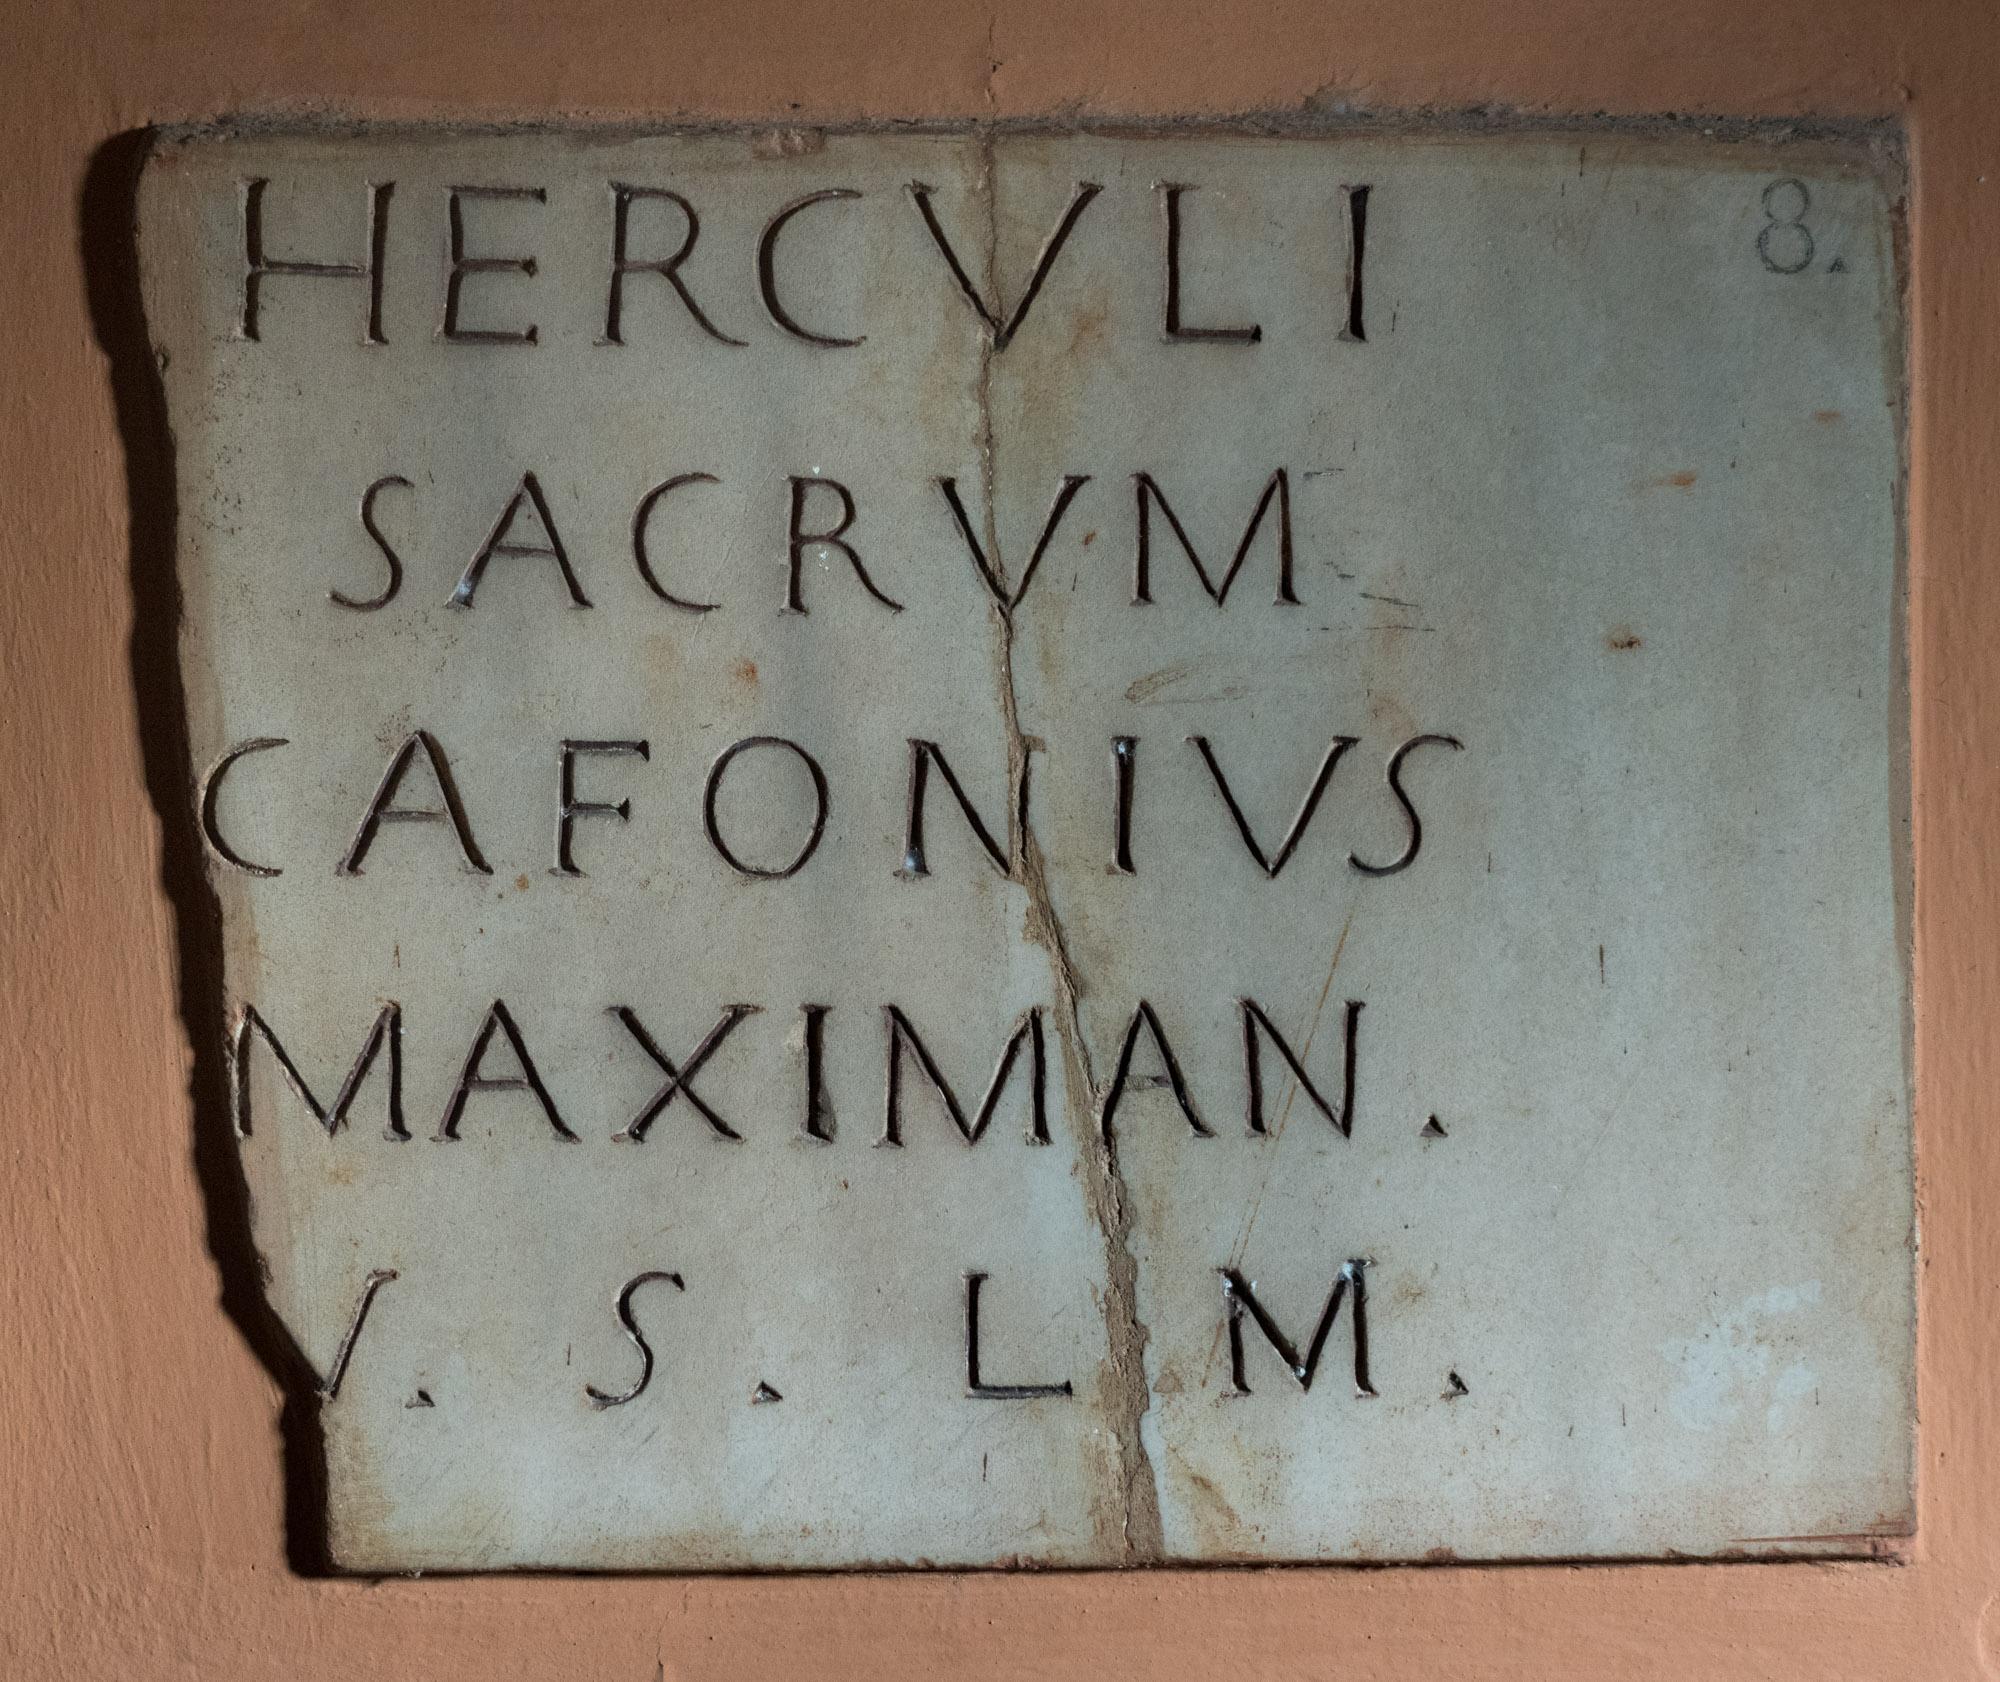 HERCVLI 8.
SACRVM
CAFONIVS
MAXIMAN.
V. S. L M.